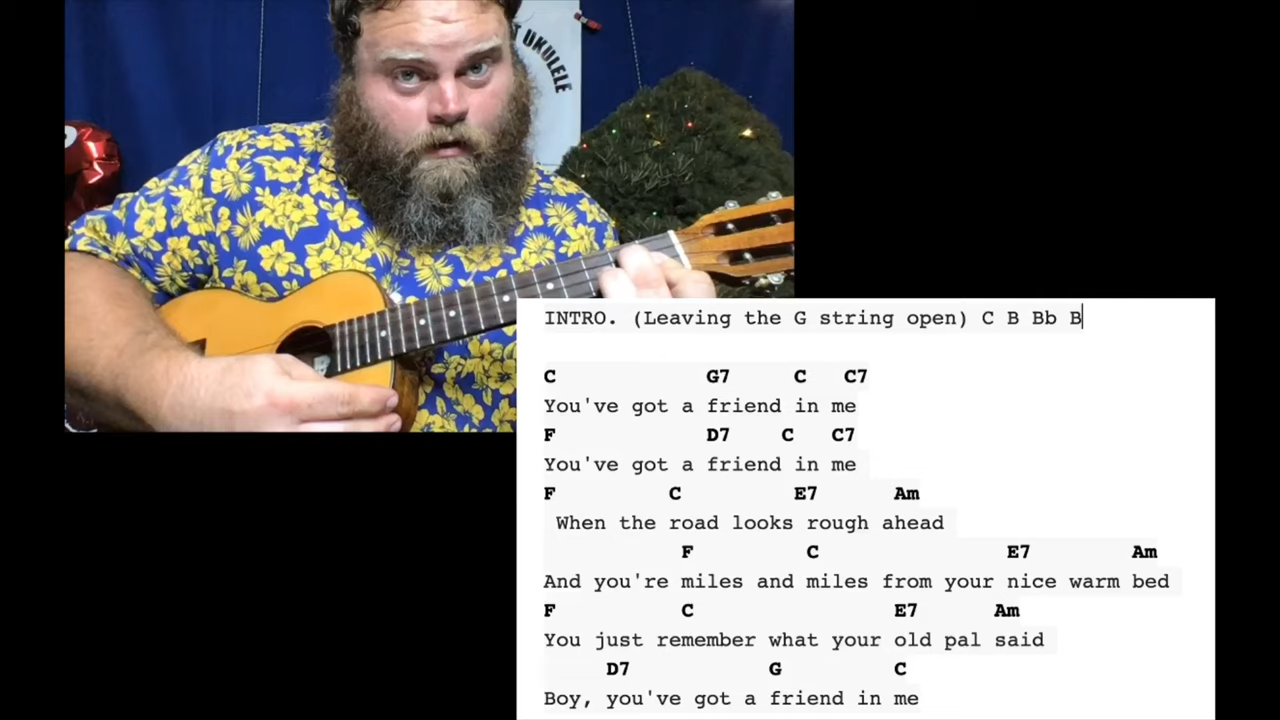 T UKULELE
INTRO. (Leaving the G string open) C B Bb B
C G7 C C7
You've got a friend in me
F D7 C C7
You've got a friend in me
F C E7 Am
When the road looks rough ahead
F C E7 Am
And you're miles and miles from your nice warm bed
F C E7 Am
You just remember what your old pal said
D7 G C
Boy, you've got a friend in me